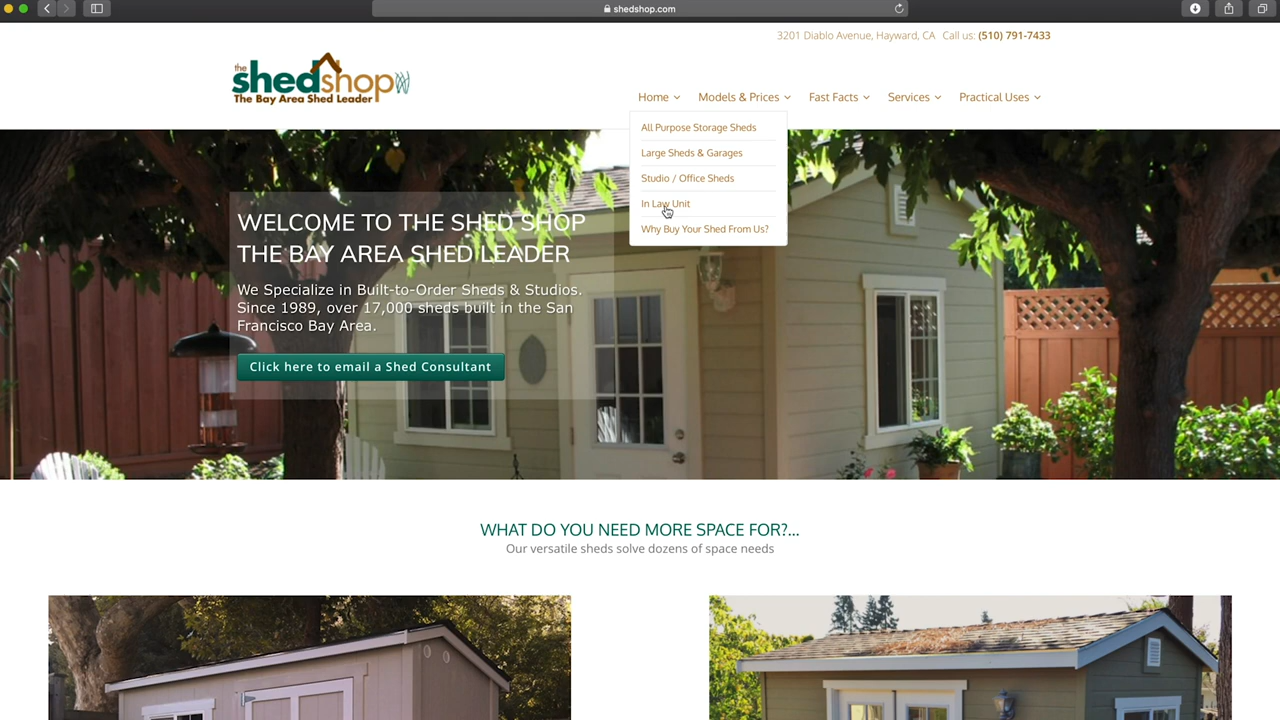 shedshop.com
3201 Diablo Avenue, Hayward, CA Call us: (510) 791-7433
the shedshop
The Bay Area Shed Leader
Home Models & Prices Fast Facts Services Practical Uses
All Purpose Storage Sheds
Large Sheds & Garages
Studio / Office Sheds
In Law Unit
Why Buy Your Shed From Us?
WELCOME TO THE SHED SHOP
THE BAY AREA SHED LEADER
We Specialize in Built-to-Order Sheds & Studios.
Since 1989, over 17,000 sheds built in the San
Francisco Bay Area.
Click here to email a Shed Consultant
WHAT DO YOU NEED MORE SPACE FOR?...
Our versatile sheds solve dozens of space needs